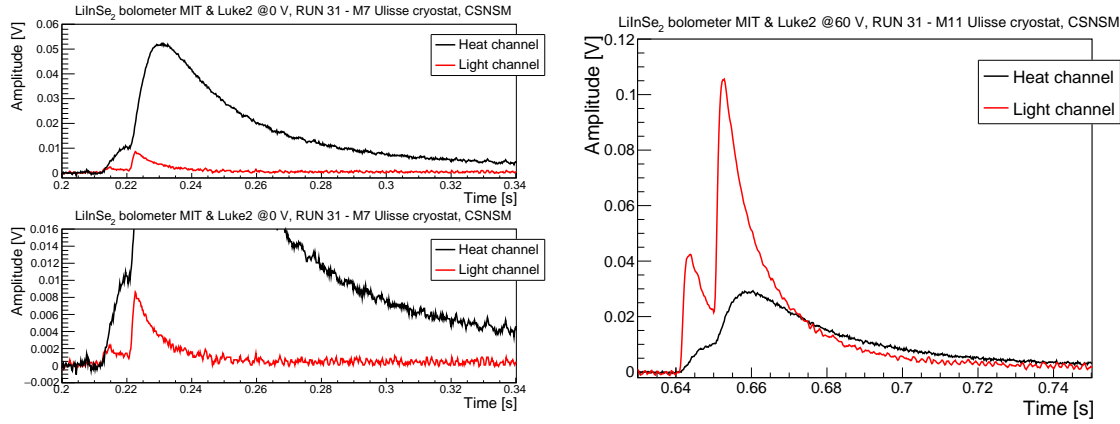 LiInSe2 bolometer MIT & Luke2 @0 V, RUN 31 - M7 Ulisse cryostat, CSNSM
Amplitude [V]
0.06
0.05
0.04
0.03
0.02
0.01
0
Heat channel
Light channel
0.2 0.22 0.24 0.26 0.28 0.3 0.32 0.34
Time [s]
LiInSe2 bolometer MIT & Luke2 @0 V, RUN 31 - M7 Ulisse cryostat, CSNSM
Amplitude [V]
0.016
0.014
0.012
0.01
0.008
0.006
0.004
0.002
0
−0.002
Heat channel
Light channel
0.2 0.22 0.24 0.26 0.28 0.3 0.32 0.34
Time [s]
LiInSe2 bolometer MIT & Luke2 @60 V, RUN 31 - M11 Ulisse cryostat, CSNSM
Amplitude [V]
0.12
0.1
0.08
0.06
0.04
0.02
0
Heat channel
Light channel
0.64 0.66 0.68 0.7 0.72 0.74
Time [s]